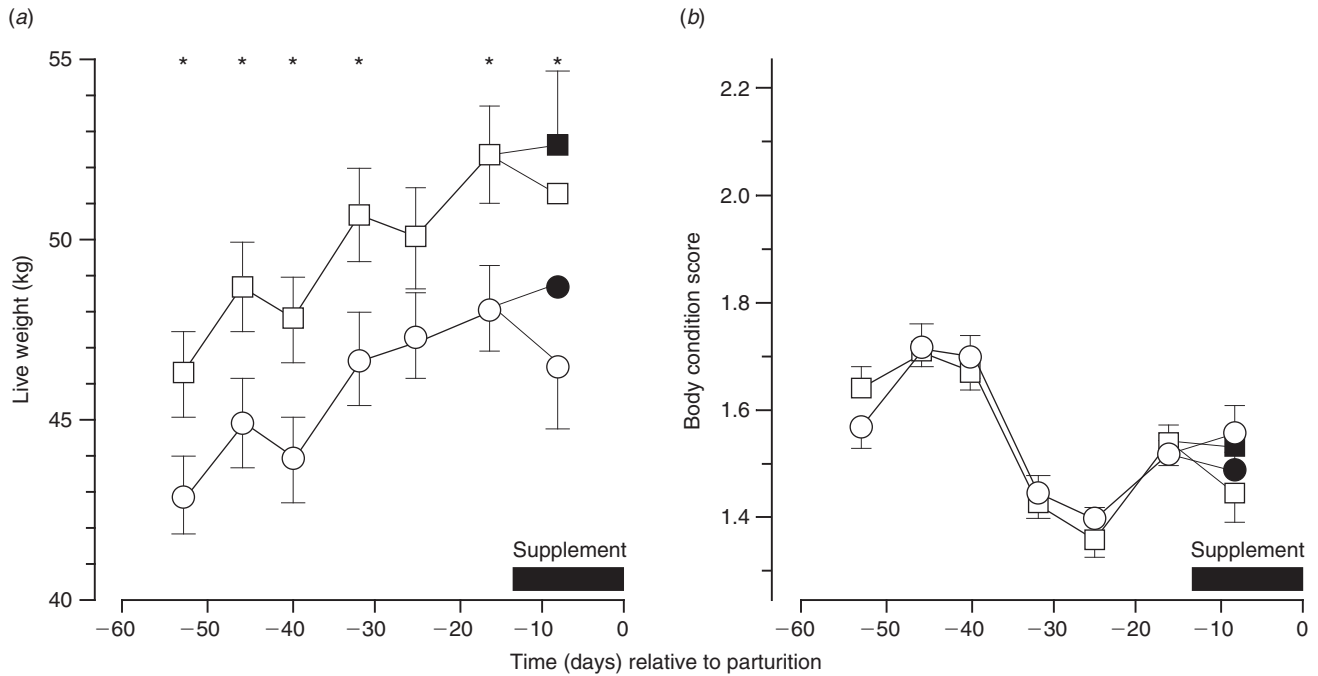 (a)
55
* * * * * *
50
45
40
Live weight (kg)
Supplement
−60 −50 −40 −30 −20 −10 0
(b)
2.2
2.0
1.8
1.6
1.4
Body condition score
Supplement
−60 −50 −40 −30 −20 −10 0
Time (days) relative to parturition